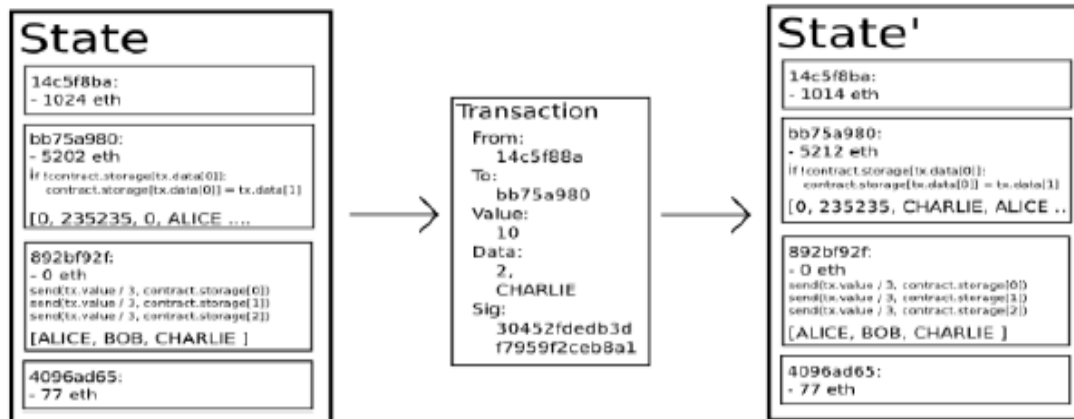 State
14c5f8ba:
- 1024 eth
bb75a980:
- 5202 eth
if !contract.storage[tx.data[0]]:
contract.storage[tx.data[0]] = tx.data[1]
[0, 235235, 0, ALICE ....
892bf92f:
- 0 eth
send(tx.value / 3, contract.storage[0])
send(tx.value / 3, contract.storage[1])
send(tx.value / 3, contract.storage[2])
[ALICE, BOB, CHARLIE ]
4096ad65:
- 77 eth
Transaction
From:
14c5f88a
To:
bb75a980
Value:
10
Data:
2,
CHARLIE
Sig:
30452fdedb3d
f7959f2ceb8a1
State'
14c5f8ba:
- 1014 eth
bb75a980:
- 5212 eth
if !contract.storage[tx.data[0]]:
contract.storage[tx.data[0]] = tx.data[1]
[0, 235235, CHARLIE, ALICE ..
892bf92f:
- 0 eth
send(tx.value / 3, contract.storage[0])
send(tx.value / 3, contract.storage[1])
send(tx.value / 3, contract.storage[2])
[ALICE, BOB, CHARLIE ]
4096ad65:
- 77 eth